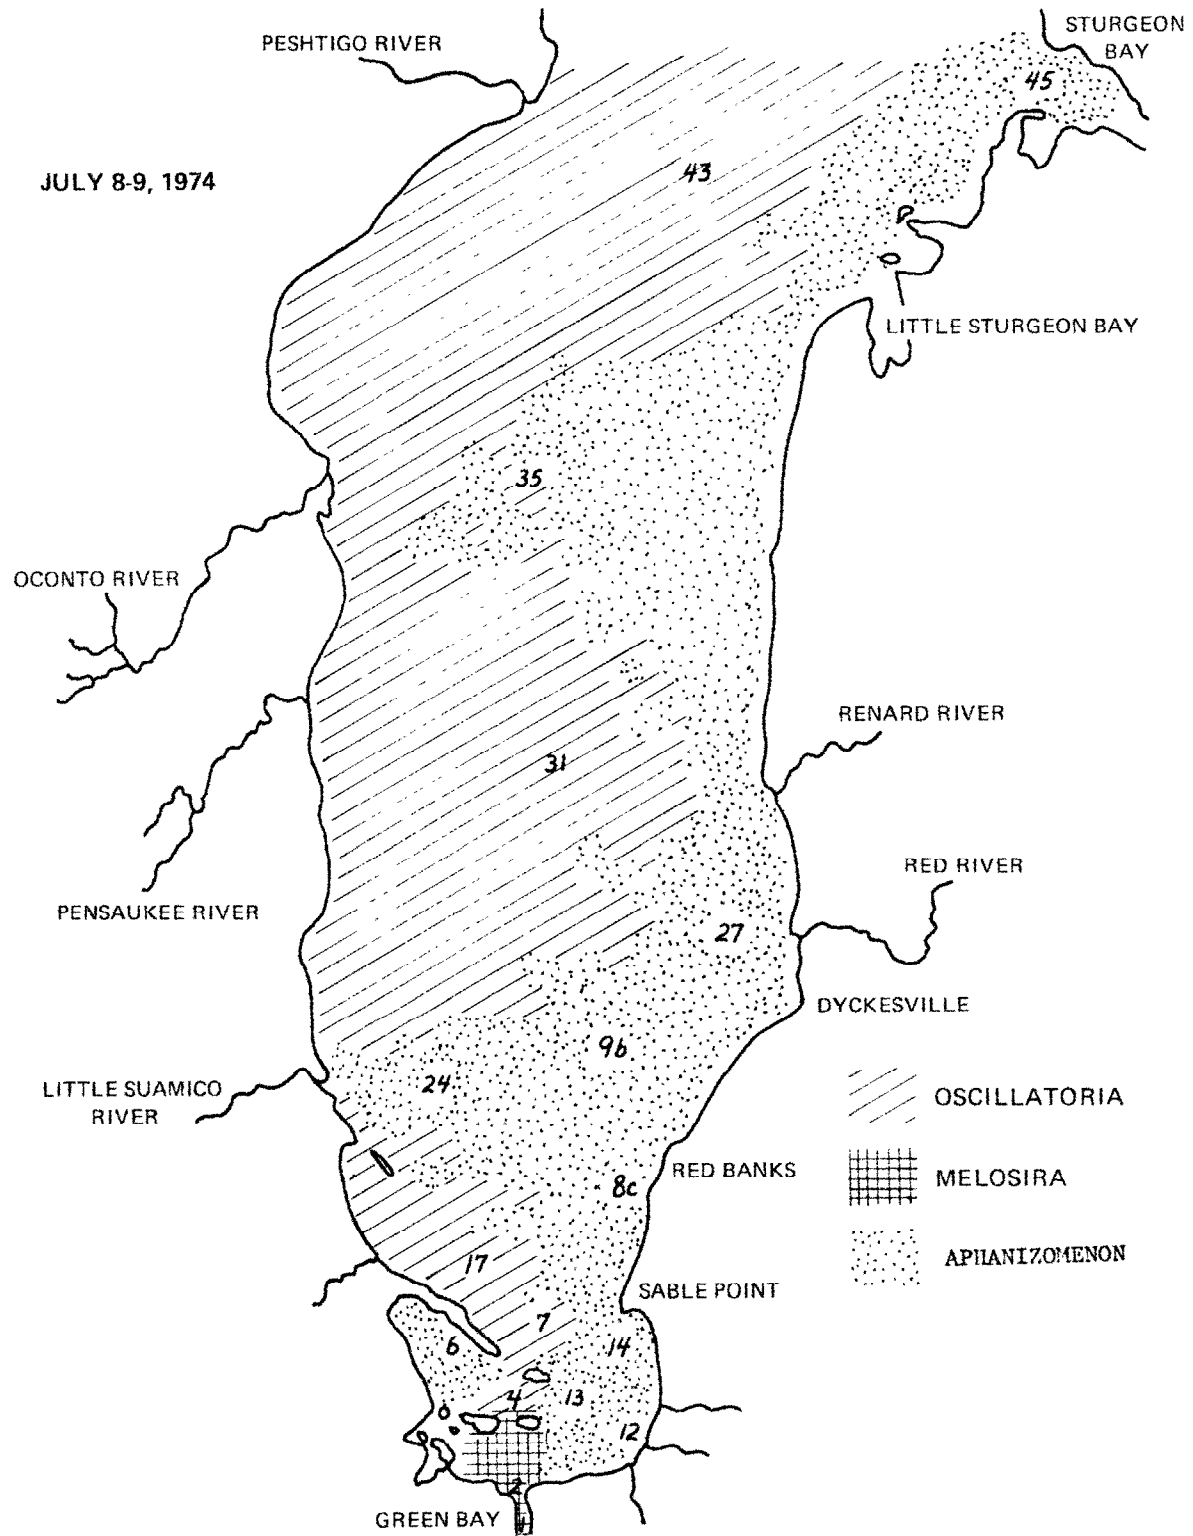 PESHTIGO RIVER
STURGEON
BAY
45
JULY 8-9, 1974
43
LITTLE STURGEON BAY
35
OCONTO RIVER
RENARD RIVER
31
RED RIVER
PENSAUKEE RIVER
27
DYCKESVILLE
9b
24
LITTLE SUAMICO
RIVER
OSCILLATORIA
RED BANKS
MELOSIRA
8c
APHANIZOMENON
17
SABLE POINT
7
6
14
4
13
12
2
GREEN BAY
1